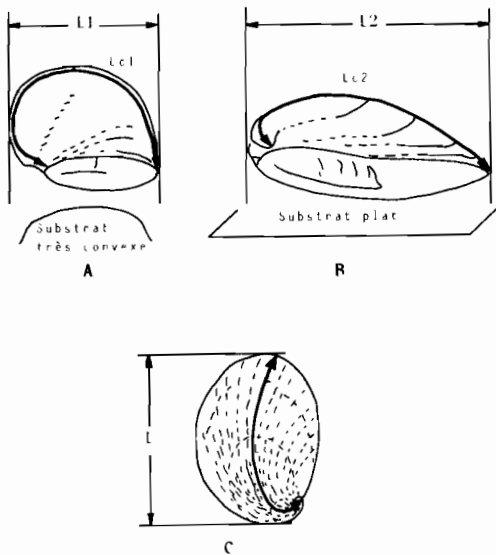 L1
L2
Lc1
Lc2
Substrat
très convexe
Substrat plat
A
B
L
C